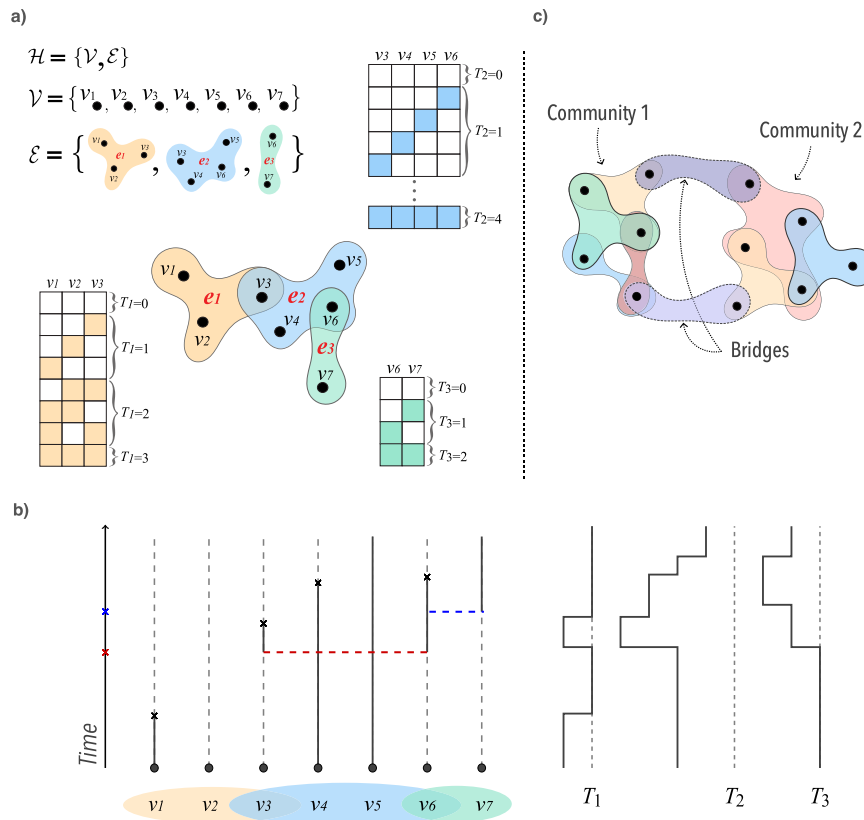 a)
ℋ = {𝒱, ℰ}
𝒱 = {v1, v2, v3, v4, v5, v6, v7}
ℰ = { , , }
v1 v3 e1 v2
v3 e2 v5 v4 v6
v6 e3 v7
v3 v4 v5 v6
T2=0
T2=1
T2=4
v1 v2 v3
T1=0
T1=1
T1=2
T1=3
v1 e1 v2 v3 e2 v4 v5 v6 e3 v7
v6 v7
T3=0
T3=1
T3=2
c)
Community 1
Community 2
Bridges
b)
Time
v1 v2 v3 v4 v5 v6 v7
T1 T2 T3